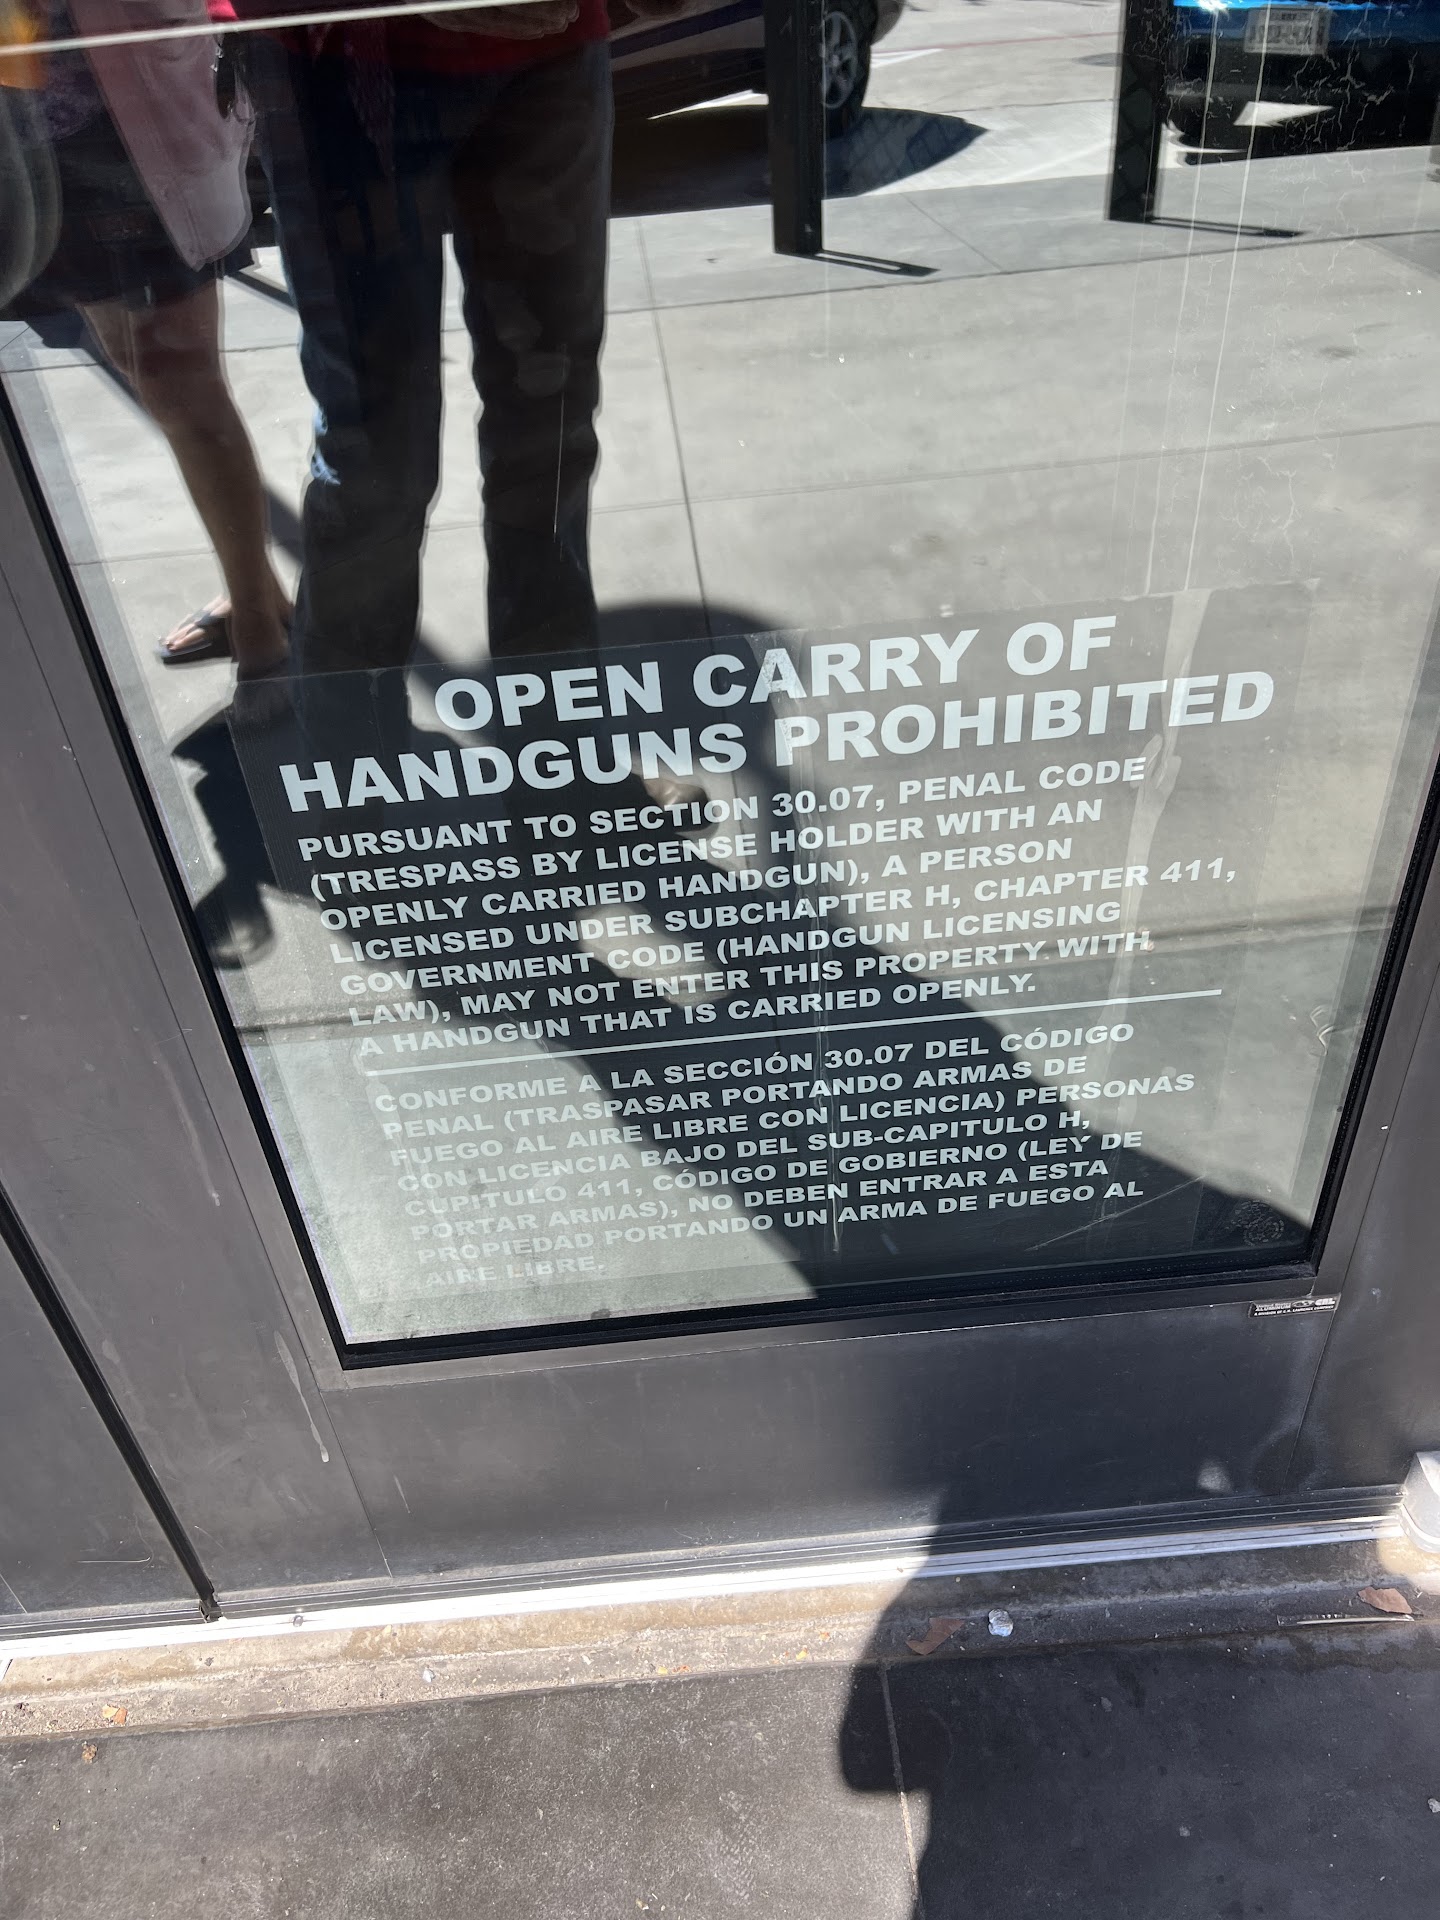 OPEN CARRY OF
HANDGUNS PROHIBITED
PURSUANT TO SECTION 30.07, PENAL CODE
(TRESPASS BY LICENSE HOLDER WITH AN
OPENLY CARRIED HANDGUN), A PERSON
LICENSED UNDER SUBCHAPTER H, CHAPTER 411,
GOVERNMENT CODE (HANDGUN LICENSING
LAW), MAY NOT ENTER THIS PROPERTY WITH
A HANDGUN THAT IS CARRIED OPENLY.
CONFORME A LA SECCIÓN 30.07 DEL CÓDIGO
PENAL (TRASPASAR PORTANDO ARMAS DE
FUEGO AL AIRE LIBRE CON LICENCIA) PERSONAS
CON LICENCIA BAJO DEL SUB-CAPITULO H,
CUPITULO 411, CÓDIGO DE GOBIERNO (LEY DE
PORTAR ARMAS), NO DEBEN ENTRAR A ESTA
PROPIEDAD PORTANDO UN ARMA DE FUEGO AL
AIRE LIBRE.
CRL